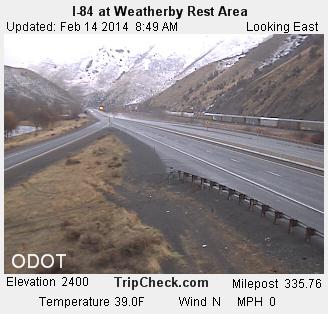 I-84 at Weatherby Rest Area
Updated: Feb 14 2014 8:49 AM Looking East
ODOT
Elevation 2400 TripCheck.com Milepost 335.76
Temperature 39.0F Wind N MPH 0